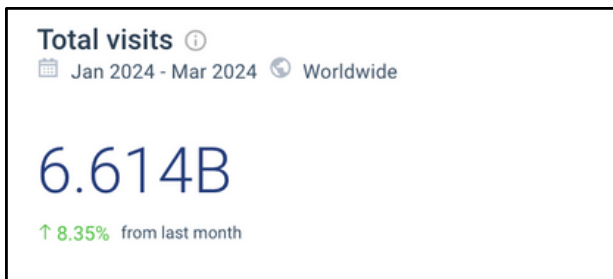 Total visits
Jan 2024 - Mar 2024 Worldwide
6.614B
↑ 8.35% from last month